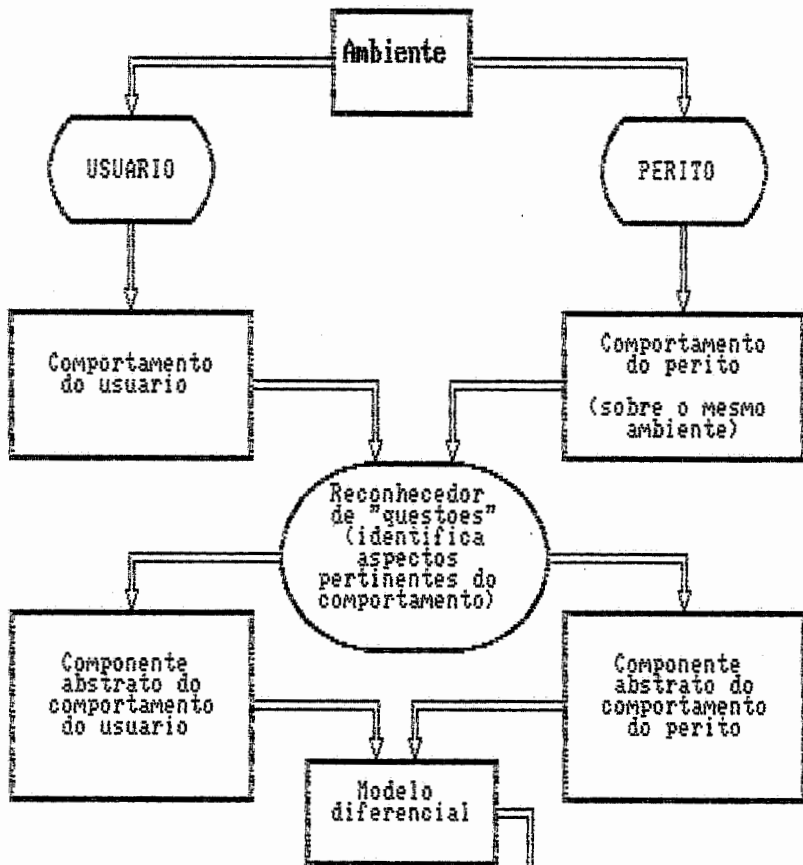 Ambiente
USUARIO
PERITO
Comportamento
do usuario
Comportamento
do perito
(sobre o mesmo
ambiente)
Reconhecedor
de "questoes"
(identifica
aspectos
pertinentes do
comportamento)
Componente
abstrato do
comportamento
do usuario
Componente
abstrato do
comportamento
do perito
Modelo
diferencial